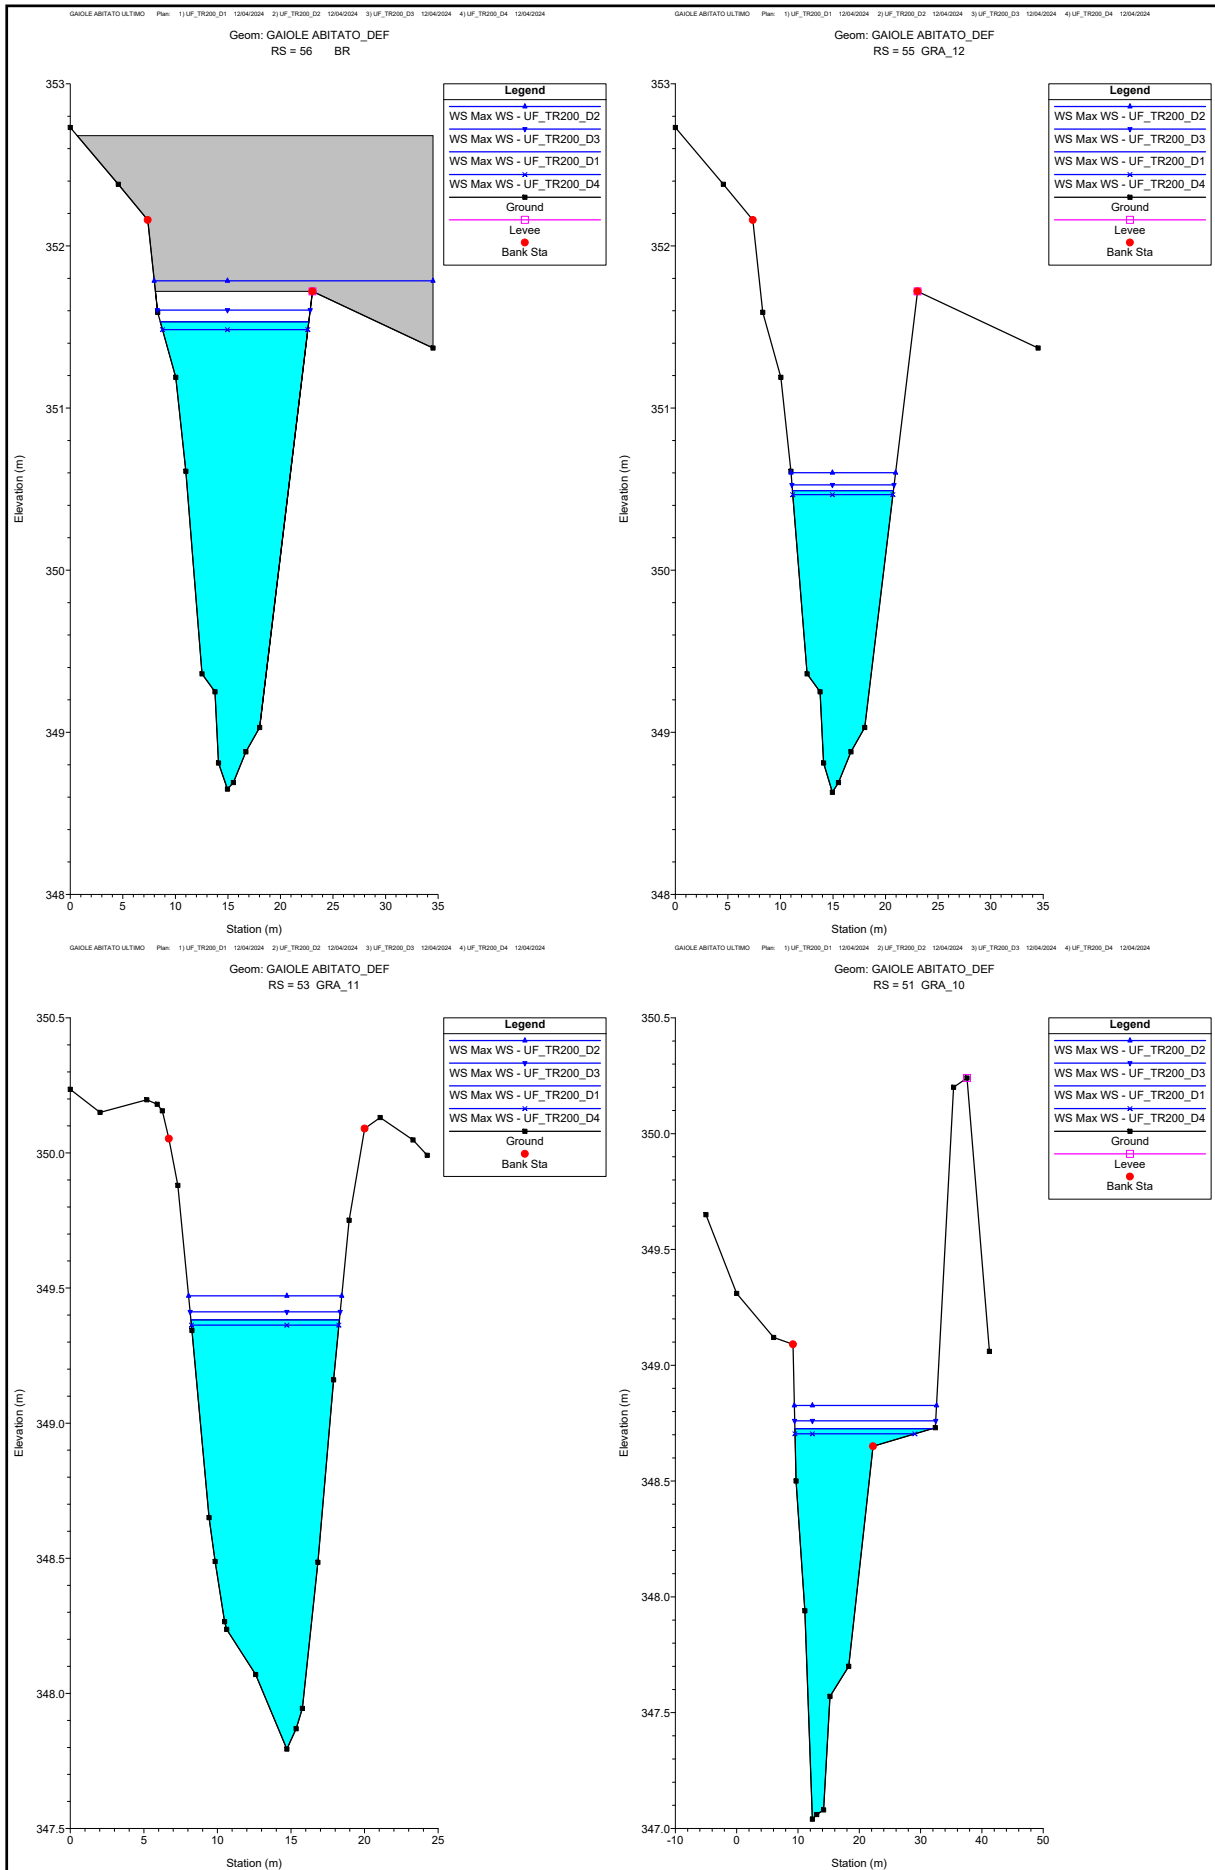 GAIOLE ABITATO ULTIMO Plan: 1) UF_TR200_D1 12/04/2024 2) UF_TR200_D2 12/04/2024 3) UF_TR200_D3 12/04/2024 4) UF_TR200_D4 12/04/2024
Geom: GAIOLE ABITATO_DEF
RS = 56 BR
353
352
351
350
349
348
Elevation (m)
0 5 10 15 20 25 30 35
Station (m)
Legend
WS Max WS - UF_TR200_D2
WS Max WS - UF_TR200_D3
WS Max WS - UF_TR200_D1
WS Max WS - UF_TR200_D4
Ground
Levee
Bank Sta
GAIOLE ABITATO ULTIMO Plan: 1) UF_TR200_D1 12/04/2024 2) UF_TR200_D2 12/04/2024 3) UF_TR200_D3 12/04/2024 4) UF_TR200_D4 12/04/2024
Geom: GAIOLE ABITATO_DEF
RS = 55 GRA_12
353
352
351
350
349
348
Elevation (m)
0 5 10 15 20 25 30 35
Station (m)
Legend
WS Max WS - UF_TR200_D2
WS Max WS - UF_TR200_D3
WS Max WS - UF_TR200_D1
WS Max WS - UF_TR200_D4
Ground
Levee
Bank Sta
GAIOLE ABITATO ULTIMO Plan: 1) UF_TR200_D1 12/04/2024 2) UF_TR200_D2 12/04/2024 3) UF_TR200_D3 12/04/2024 4) UF_TR200_D4 12/04/2024
Geom: GAIOLE ABITATO_DEF
RS = 53 GRA_11
350.5
350.0
349.5
349.0
348.5
348.0
347.5
Elevation (m)
0 5 10 15 20 25
Station (m)
Legend
WS Max WS - UF_TR200_D2
WS Max WS - UF_TR200_D3
WS Max WS - UF_TR200_D1
WS Max WS - UF_TR200_D4
Ground
Bank Sta
GAIOLE ABITATO ULTIMO Plan: 1) UF_TR200_D1 12/04/2024 2) UF_TR200_D2 12/04/2024 3) UF_TR200_D3 12/04/2024 4) UF_TR200_D4 12/04/2024
Geom: GAIOLE ABITATO_DEF
RS = 51 GRA_10
350.5
350.0
349.5
349.0
348.5
348.0
347.5
347.0
Elevation (m)
-10 0 10 20 30 40 50
Station (m)
Legend
WS Max WS - UF_TR200_D2
WS Max WS - UF_TR200_D3
WS Max WS - UF_TR200_D1
WS Max WS - UF_TR200_D4
Ground
Levee
Bank Sta